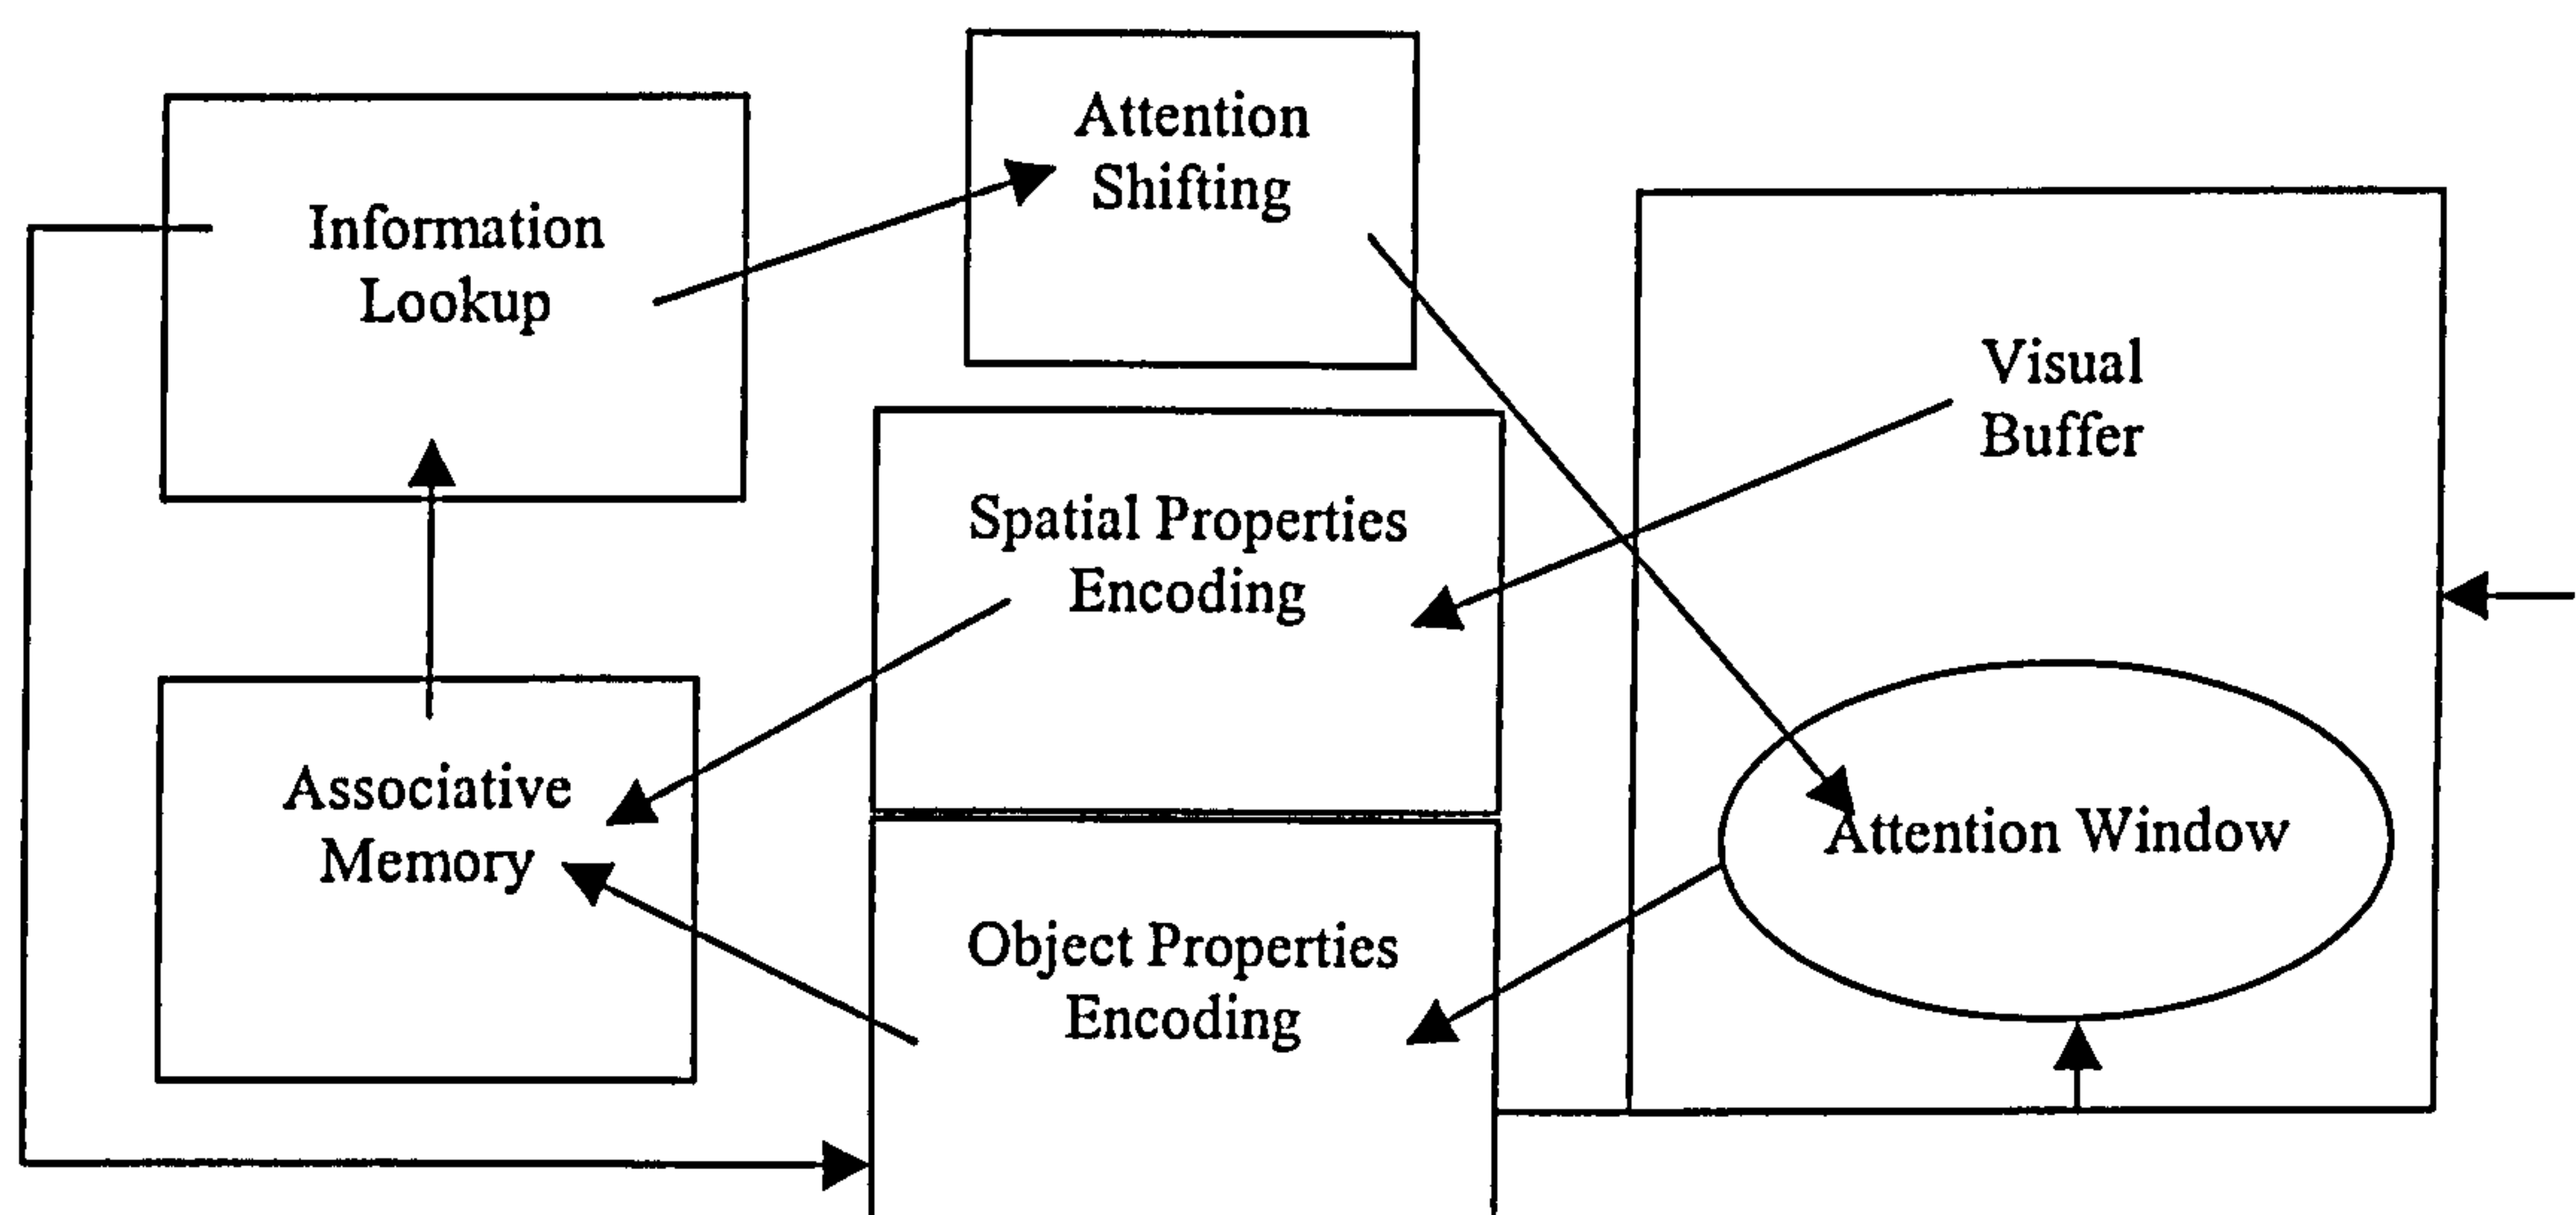 Attention
Shifting
Information
Lookup
Visual
Buffer
Spatial Properties
Encoding
Associative
Memory
Attention Window
Object Properties
Encoding